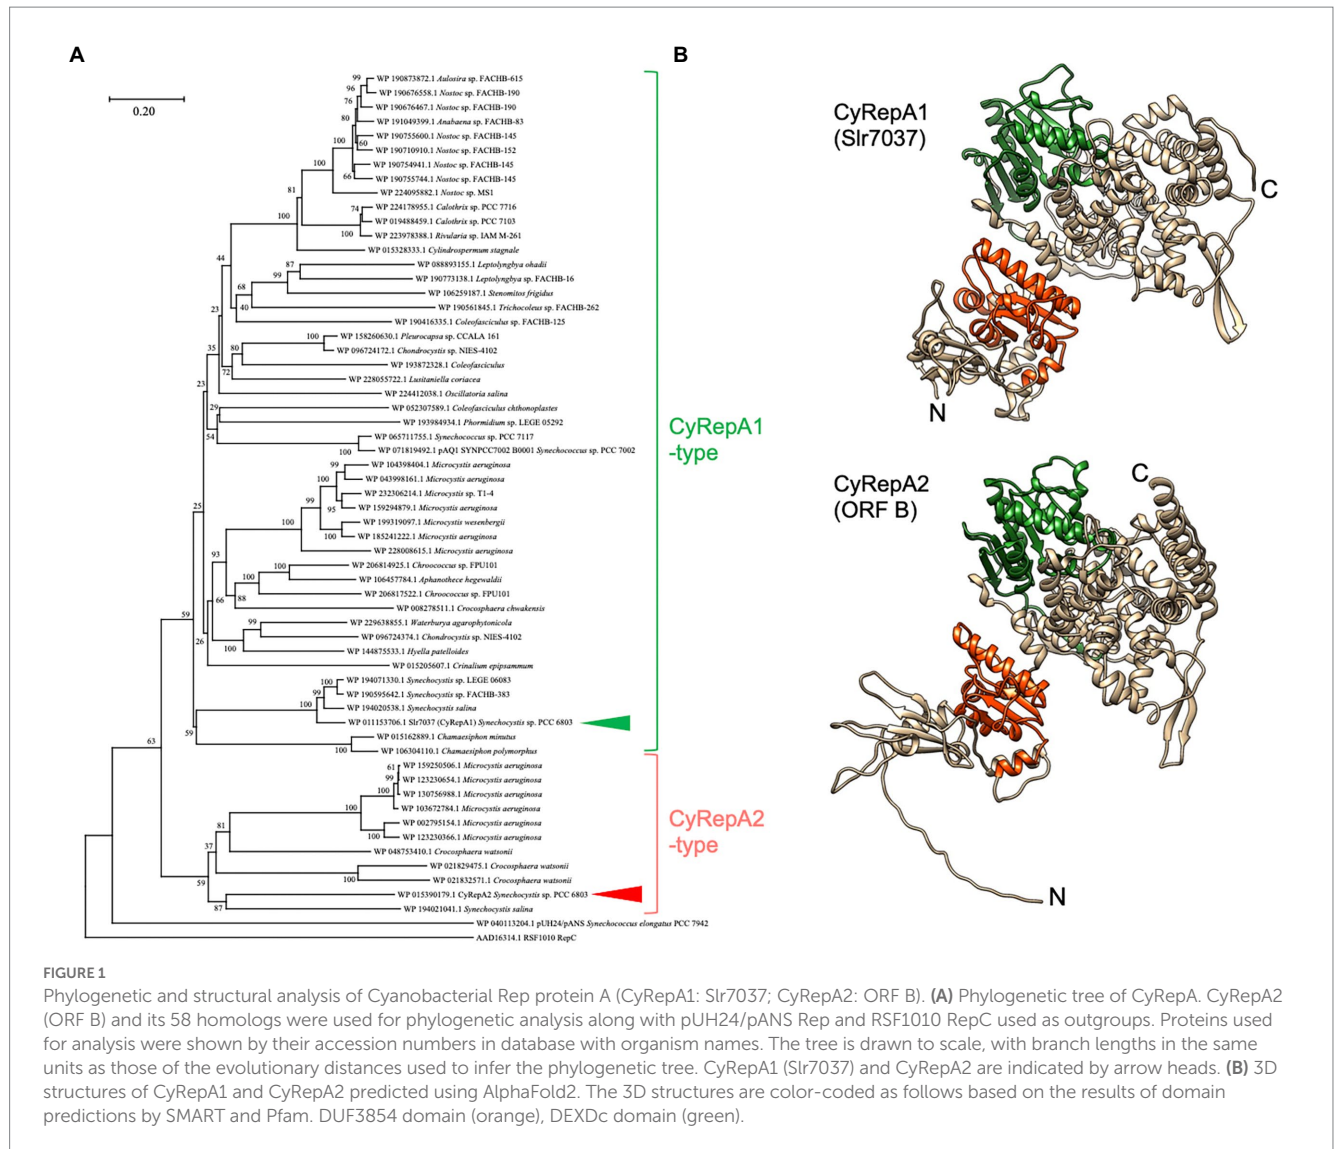 A
B
0.20
99
WP 190873872.1 Aulosira sp. FACHB-615
96
WP 190676558.1 Nostoc sp. FACHB-190
76
WP 190676467.1 Nostoc sp. FACHB-190
80
WP 191049399.1 Anabaena sp. FACHB-83
WP 190755600.1 Nostoc sp. FACHB-145
100
60
WP 190710910.1 Nostoc sp. FACHB-152
100
WP 190754941.1 Nostoc sp. FACHB-145
66
WP 190755744.1 Nostoc sp. FACHB-145
81
WP 224095882.1 Nostoc sp. MS1
74
WP 224178955.1 Calothrix sp. PCC 7716
100
WP 019488459.1 Calothrix sp. PCC 7103
100
WP 223978388.1 Rivularia sp. IAM M-261
WP 015328333.1 Cylindrospermum stagnale
44
87
WP 088893155.1 Leptolyngbya ohadii
99
WP 190773138.1 Leptolyngbya sp. FACHB-16
68
WP 106259187.1 Stenomitos frigidus
40
WP 190561845.1 Trichocoleus sp. FACHB-262
23
WP 190416335.1 Coleofasciculus sp. FACHB-125
100
WP 158260630.1 Pleurocapsa sp. CCALA 161
35
80
WP 096724172.1 Chondrocystis sp. NIES-4102
WP 193872328.1 Coleofasciculus
72
WP 228055722.1 Lusitaniella coriacea
23
WP 224412038.1 Oscillatoria salina
29
WP 052307589.1 Coleofasciculus chthonoplastes
WP 193984934.1 Phormidium sp. LEGE 05292
54
WP 065711755.1 Synechococcus sp. PCC 7117
100
WP 071819492.1 pAQ1 SYNPCC7002 B0001 Synechococcus sp. PCC 7002
99
WP 104398404.1 Microcystis aeruginosa
100
WP 043998161.1 Microcystis aeruginosa
WP 232306214.1 Microcystis sp. T1-4
99
95
WP 159294879.1 Microcystis aeruginosa
25
100
WP 199319097.1 Microcystis wesenbergii
100
WP 185241222.1 Microcystis aeruginosa
WP 228008615.1 Microcystis aeruginosa
93
100
WP 206814925.1 Chroococcus sp. FPU101
100
WP 106457784.1 Aphanothece hegewaldii
88
WP 206817522.1 Chroococcus sp. FPU101
66
WP 008278511.1 Crocosphaera chwakensis
59
99
WP 229638855.1 Waterburya agarophytonicola
26
WP 096724374.1 Chondrocystis sp. NIES-4102
100
WP 144875533.1 Hyella patelloides
WP 015205607.1 Crinalium epipsammum
100
WP 194071330.1 Synechocystis sp. LEGE 06083
99
WP 190595642.1 Synechocystis sp. FACHB-383
100
WP 194020538.1 Synechocystis salina
WP 011153706.1 Slr7037 (CyRepA1) Synechocystis sp. PCC 6803
59
WP 015162889.1 Chamaesiphon minutus
63
100
WP 106304110.1 Chamaesiphon polymorphus
61
WP 159250506.1 Microcystis aeruginosa
99
WP 123230654.1 Microcystis aeruginosa
100
WP 130756988.1 Microcystis aeruginosa
100
WP 103672784.1 Microcystis aeruginosa
81
WP 002795154.1 Microcystis aeruginosa
100
WP 123230366.1 Microcystis aeruginosa
37
WP 048753410.1 Crocosphaera watsonii
WP 021829475.1 Crocosphaera watsonii
100
WP 021832571.1 Crocosphaera watsonii
59
WP 015390179.1 CyRepA2 Synechocystis sp. PCC 6803
87
WP 194021041.1 Synechocystis salina
WP 040113204.1 pUH24/pANS Synechococcus elongatus PCC 7942
AAD16314.1 RSF1010 RepC
CyRepA1
-type
CyRepA2
-type
CyRepA1
(Slr7037)
C
N
CyRepA2
(ORF B)
C
N
FIGURE 1
Phylogenetic and structural analysis of Cyanobacterial Rep protein A (CyRepA1: Slr7037; CyRepA2: ORF B). (A) Phylogenetic tree of CyRepA. CyRepA2
(ORF B) and its 58 homologs were used for phylogenetic analysis along with pUH24/pANS Rep and RSF1010 RepC used as outgroups. Proteins used
for analysis were shown by their accession numbers in database with organism names. The tree is drawn to scale, with branch lengths in the same
units as those of the evolutionary distances used to infer the phylogenetic tree. CyRepA1 (Slr7037) and CyRepA2 are indicated by arrow heads. (B) 3D
structures of CyRepA1 and CyRepA2 predicted using AlphaFold2. The 3D structures are color-coded as follows based on the results of domain
predictions by SMART and Pfam. DUF3854 domain (orange), DEXDc domain (green).